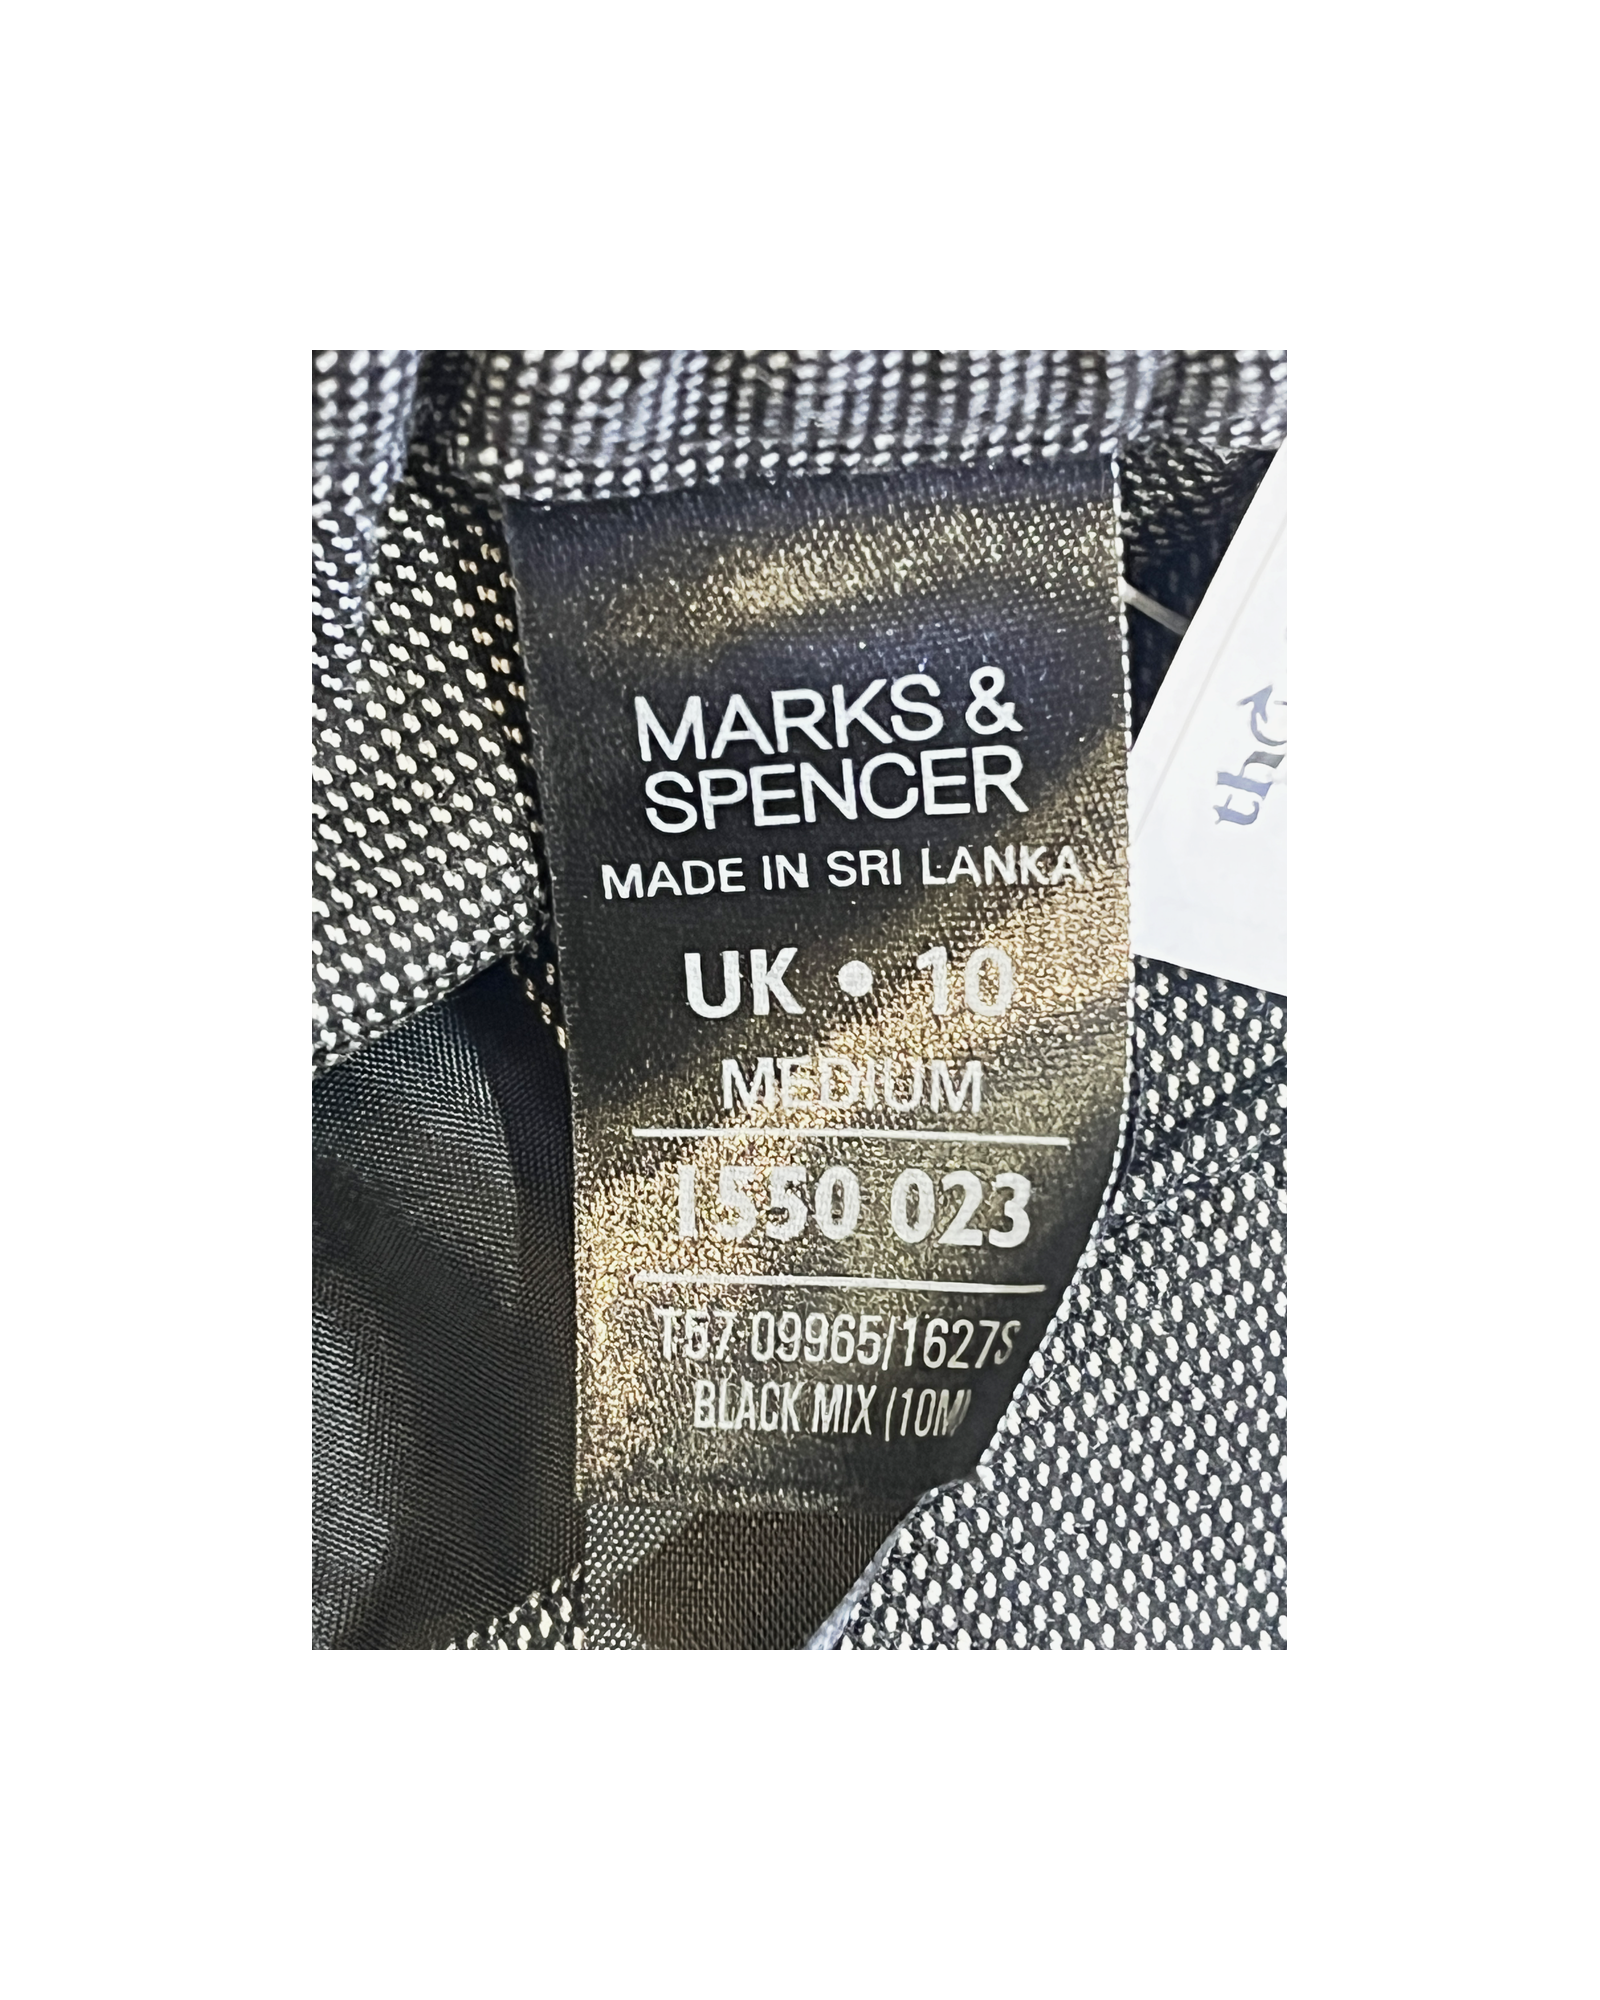 MARKS &
SPENCER
MADE IN SRI LANKA
UK • 10
MEDIUM
1550 023
T57 09965/1627S
BLACK MIX (10M